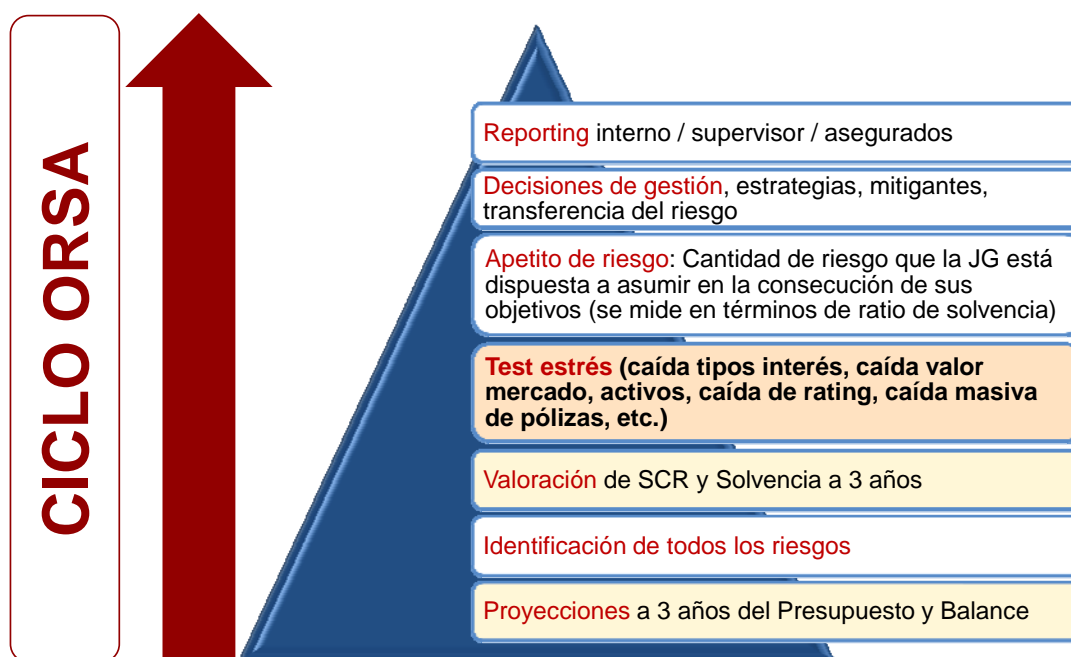 CICLO ORSA
Reporting interno / supervisor / asegurados
Decisiones de gestión, estrategias, mitigantes,
transferencia del riesgo
Apetito de riesgo: Cantidad de riesgo que la JG está
dispuesta a asumir en la consecución de sus
objetivos (se mide en términos de ratio de solvencia)
Test estrés (caída tipos interés, caída valor
mercado, activos, caída de rating, caída masiva
de pólizas, etc.)
Valoración de SCR y Solvencia a 3 años
Identificación de todos los riesgos
Proyecciones a 3 años del Presupuesto y Balance